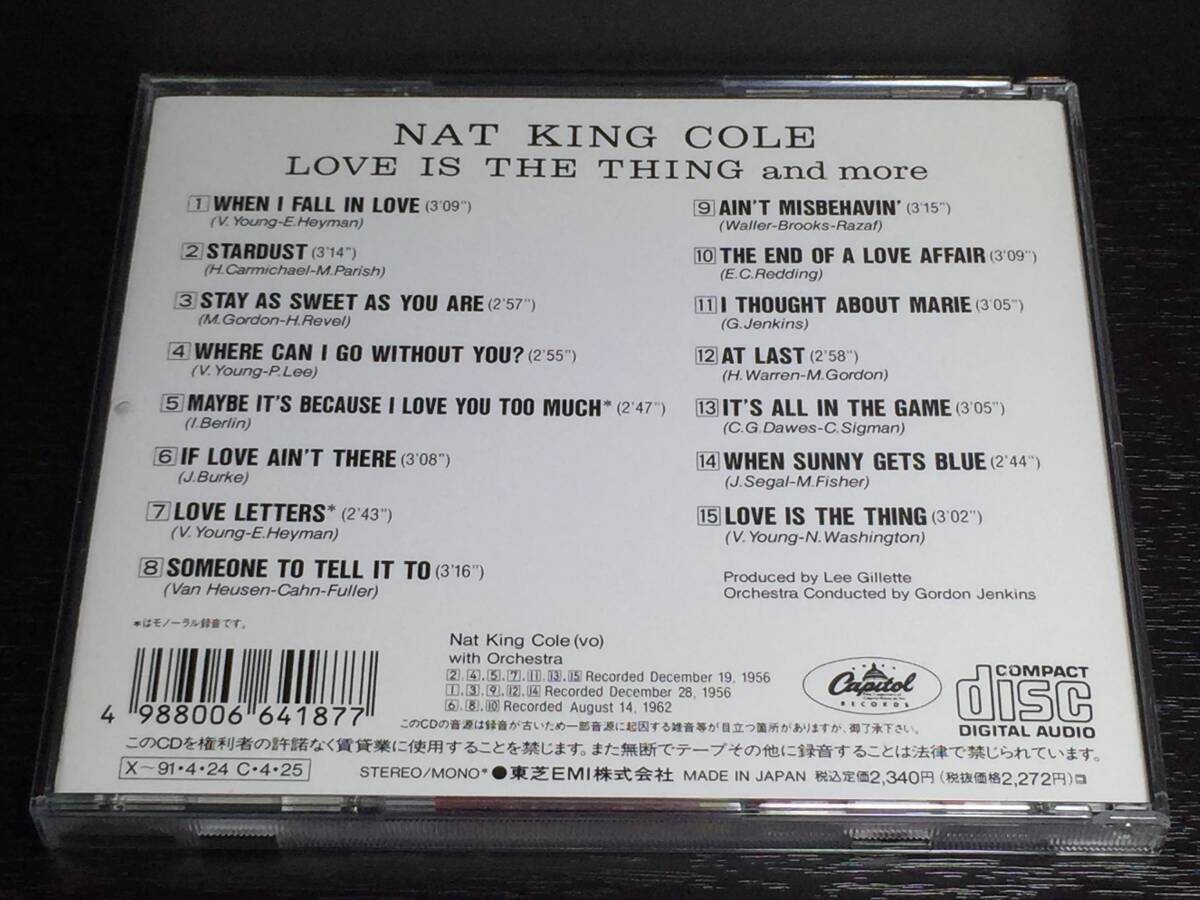 NAT KING COLE
LOVE IS THE THING and more
1 WHEN I FALL IN LOVE (3'09")
(V. Young-E.Heyman)
2 STARDUST (3'14")
(H.Carmichael-M.Parish)
3 STAY AS SWEET AS YOU ARE (2'57")
(M.Gordon-H.Revel)
4 WHERE CAN I GO WITHOUT YOU? (2'55")
(V.Young-P.Lee)
5 MAYBE IT'S BECAUSE I LOVE YOU TOO MUCH* (2'47")
(I.Berlin)
6 IF LOVE AIN'T THERE (3'08")
(J.Burke)
7 LOVE LETTERS* (2'43")
(V.Young-E.Heyman)
8 SOMEONE TO TELL IT TO (3'16")
(Van Heusen-Cahn-Fuller)
9 AIN'T MISBEHAVIN' (3'15")
(Waller-Brooks-Razaf)
10 THE END OF A LOVE AFFAIR (3'09")
(E.C.Redding)
11 I THOUGHT ABOUT MARIE (3'05")
(G.Jenkins)
12 AT LAST (2'58")
(H.Warren-M.Gordon)
13 IT'S ALL IN THE GAME (3'05")
(C.G.Dawes-C.Sigman)
14 WHEN SUNNY GETS BLUE (2'44")
(J.Segal-M.Fisher)
15 LOVE IS THE THING (3'02")
(V.Young-N.Washington)
Produced by Lee Gillette
Orchestra Conducted by Gordon Jenkins
*はモノーラル録音です。
4 988006 641877
Nat King Cole (vo)
with Orchestra
2.4.5.7.11.13.15 Recorded December 19, 1956
1.3.9.12.14 Recorded December 28, 1956
6.8.10 Recorded August 14, 1962
Capitol
RECORDS
COMPACT
disc
DIGITAL AUDIO
このCDの音源は録音が古いため一部音源に起因する雑音等が目立つ箇所がありますが、御了承下さい。
このCDを権利者の許諾なく賃貸業に使用することを禁じます。また無断でテープその他に録音することは法律で禁じられています。
X〜91・4・24 C・4・25 STEREO/MONO* ●東芝EMI株式会社 MADE IN JAPAN 税込定価2,340円(税抜価格2,272円)